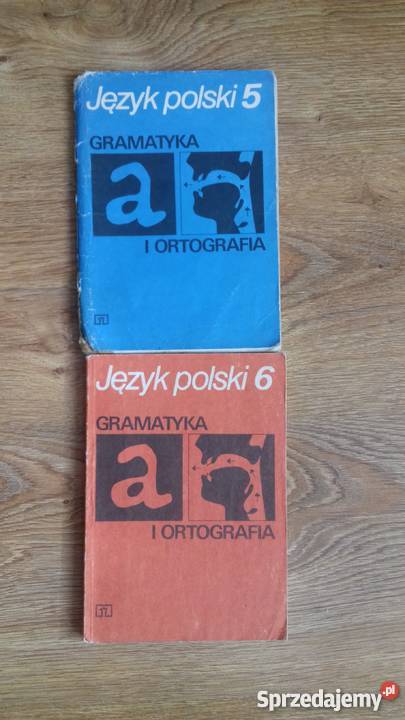 Język polski 5
GRAMATYKA
a
I ORTOGRAFIA
Język polski 6
GRAMATYKA
a
I ORTOGRAFIA
Sprzedajemy.pl